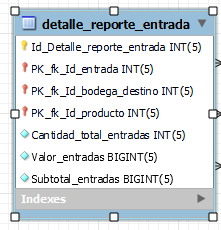 detalle_reporte_entrada
Id_Detalle_reporte_entrada INT(5)
PK_fk_Id_entrada INT(5)
PK_fk_Id_bodega_destino INT(5)
PK_fk_Id_producto INT(5)
Cantidad_total_entradas INT(5)
Valor_entradas BIGINT(5)
Subtotal_entradas BIGINT(5)
Indexes